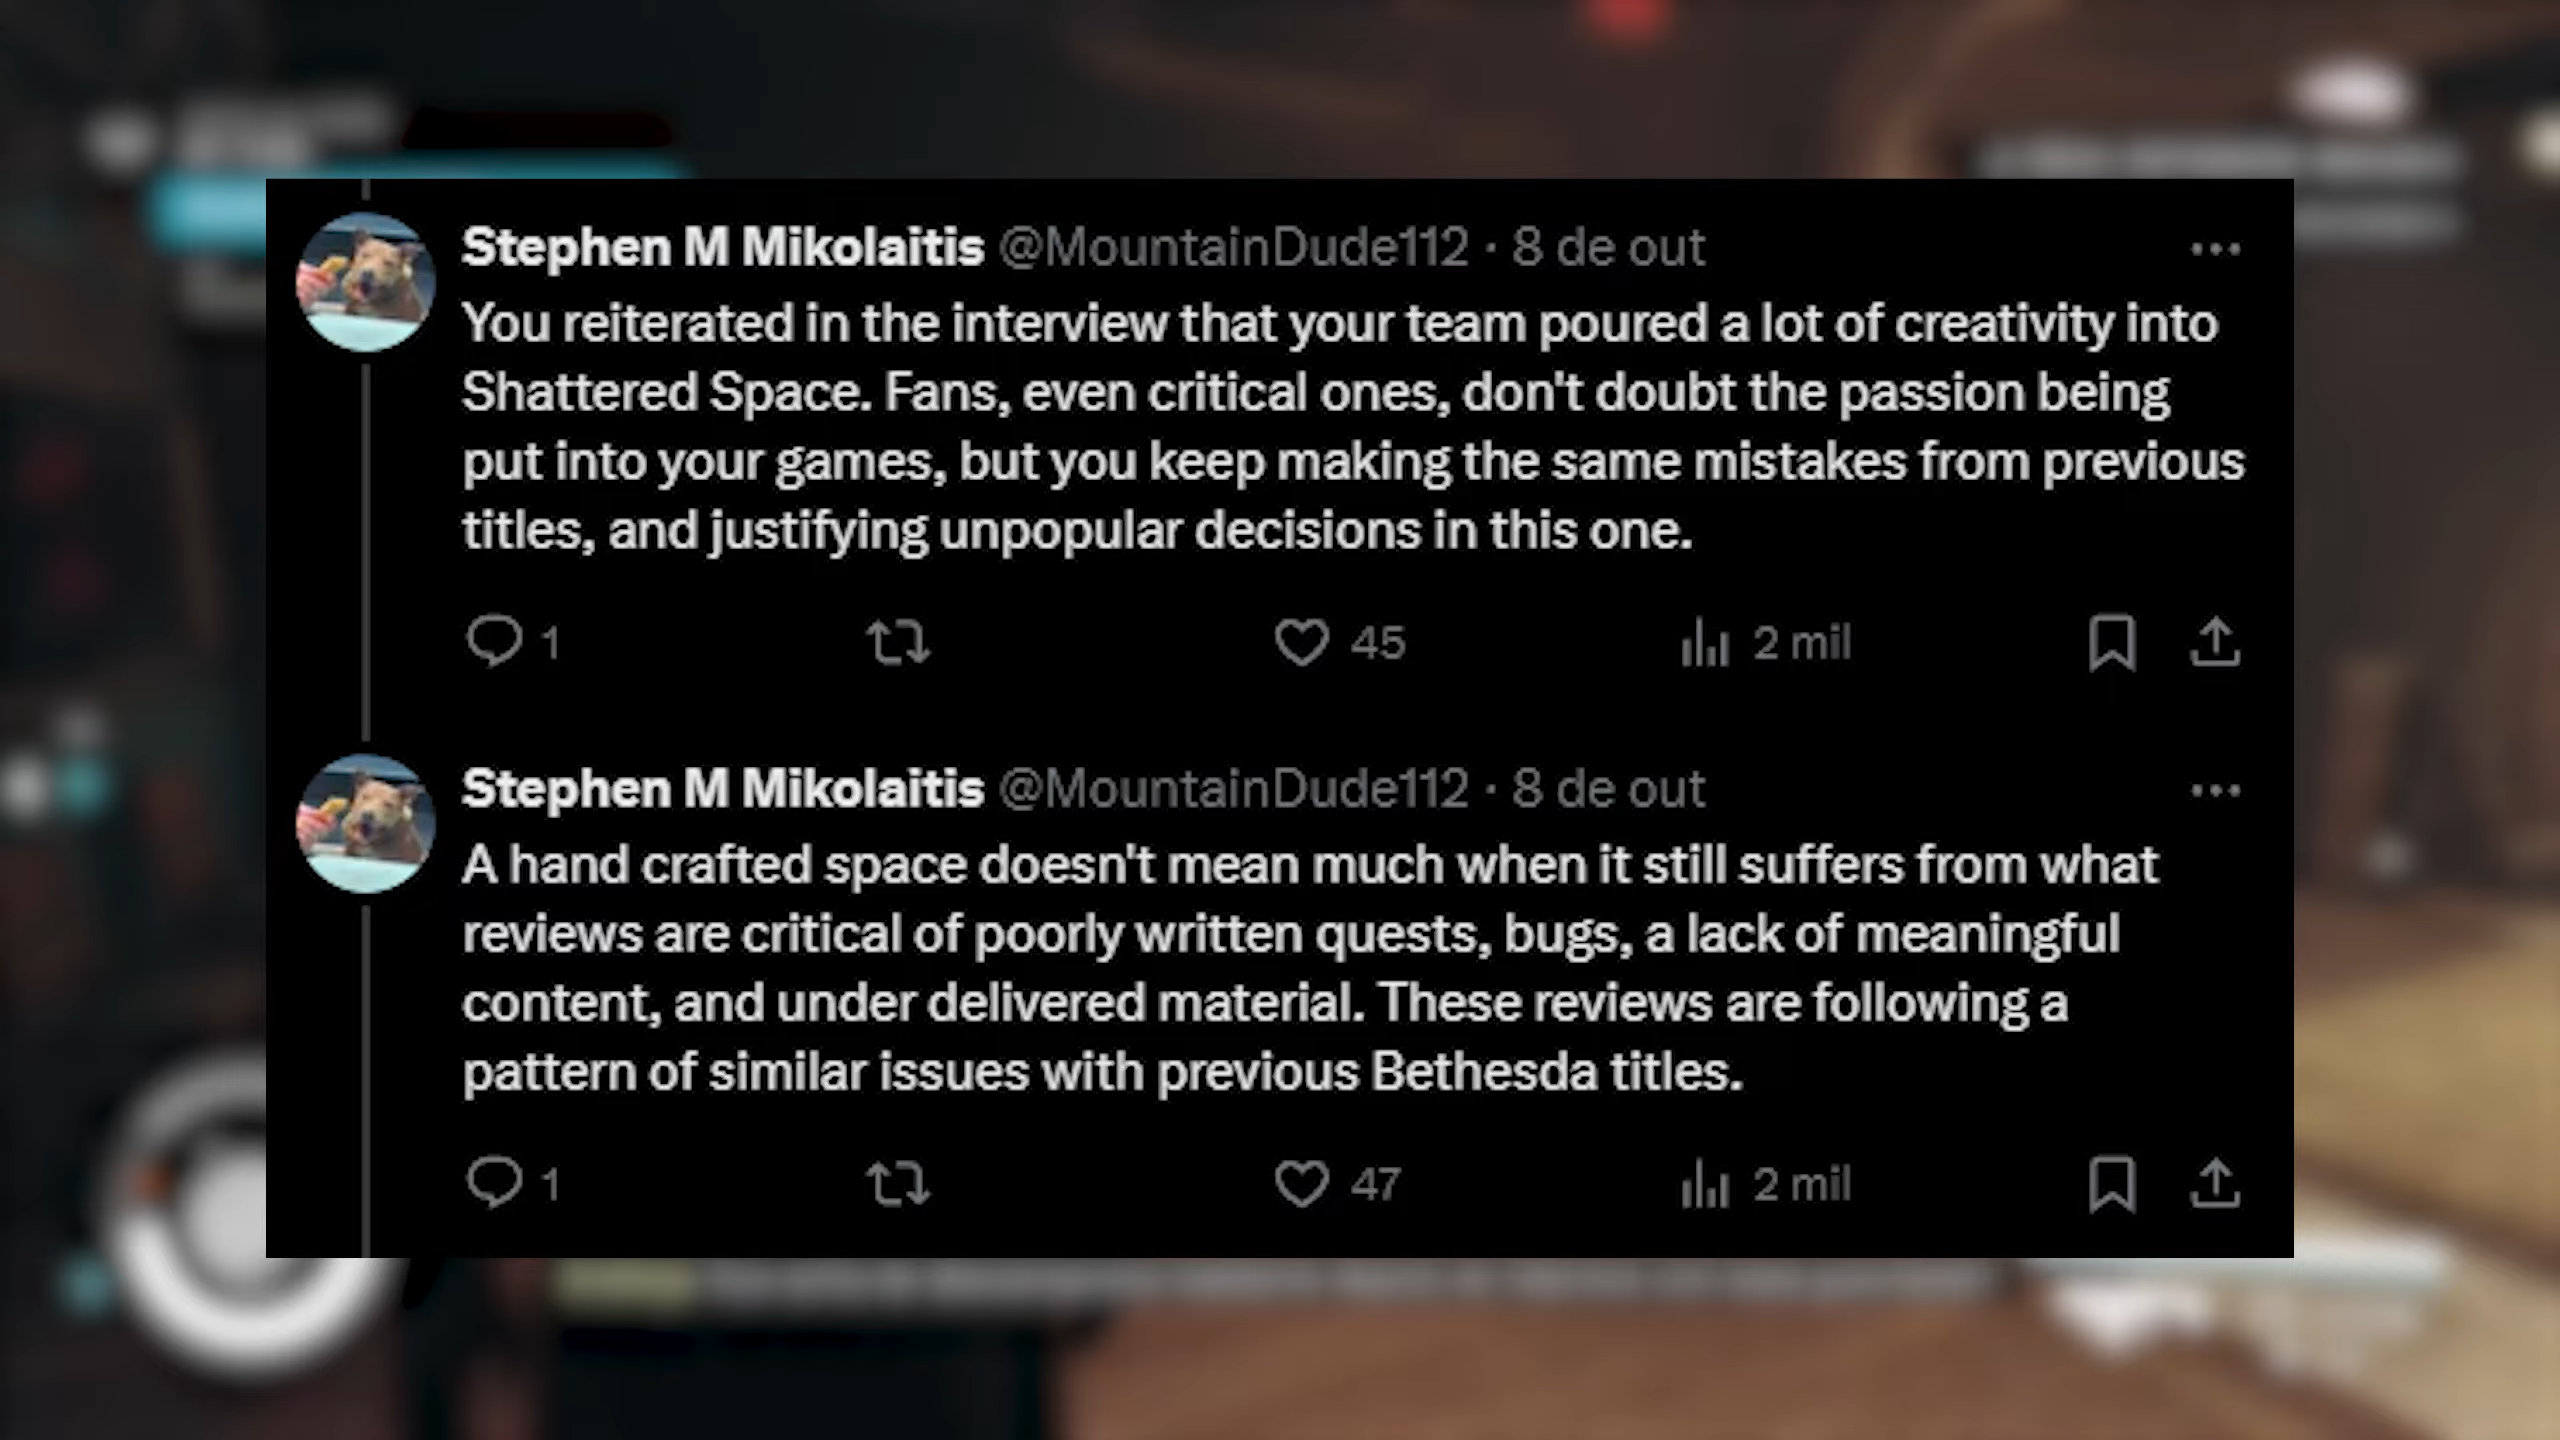 Stephen M Mikolaitis @MountainDude112 · 8 de out
You reiterated in the interview that your team poured a lot of creativity into
Shattered Space. Fans, even critical ones, don't doubt the passion being
put into your games, but you keep making the same mistakes from previous
titles, and justifying unpopular decisions in this one.
1 45 2 mil
Stephen M Mikolaitis @MountainDude112 · 8 de out
A hand crafted space doesn't mean much when it still suffers from what
reviews are critical of poorly written quests, bugs, a lack of meaningful
content, and under delivered material. These reviews are following a
pattern of similar issues with previous Bethesda titles.
1 47 2 mil